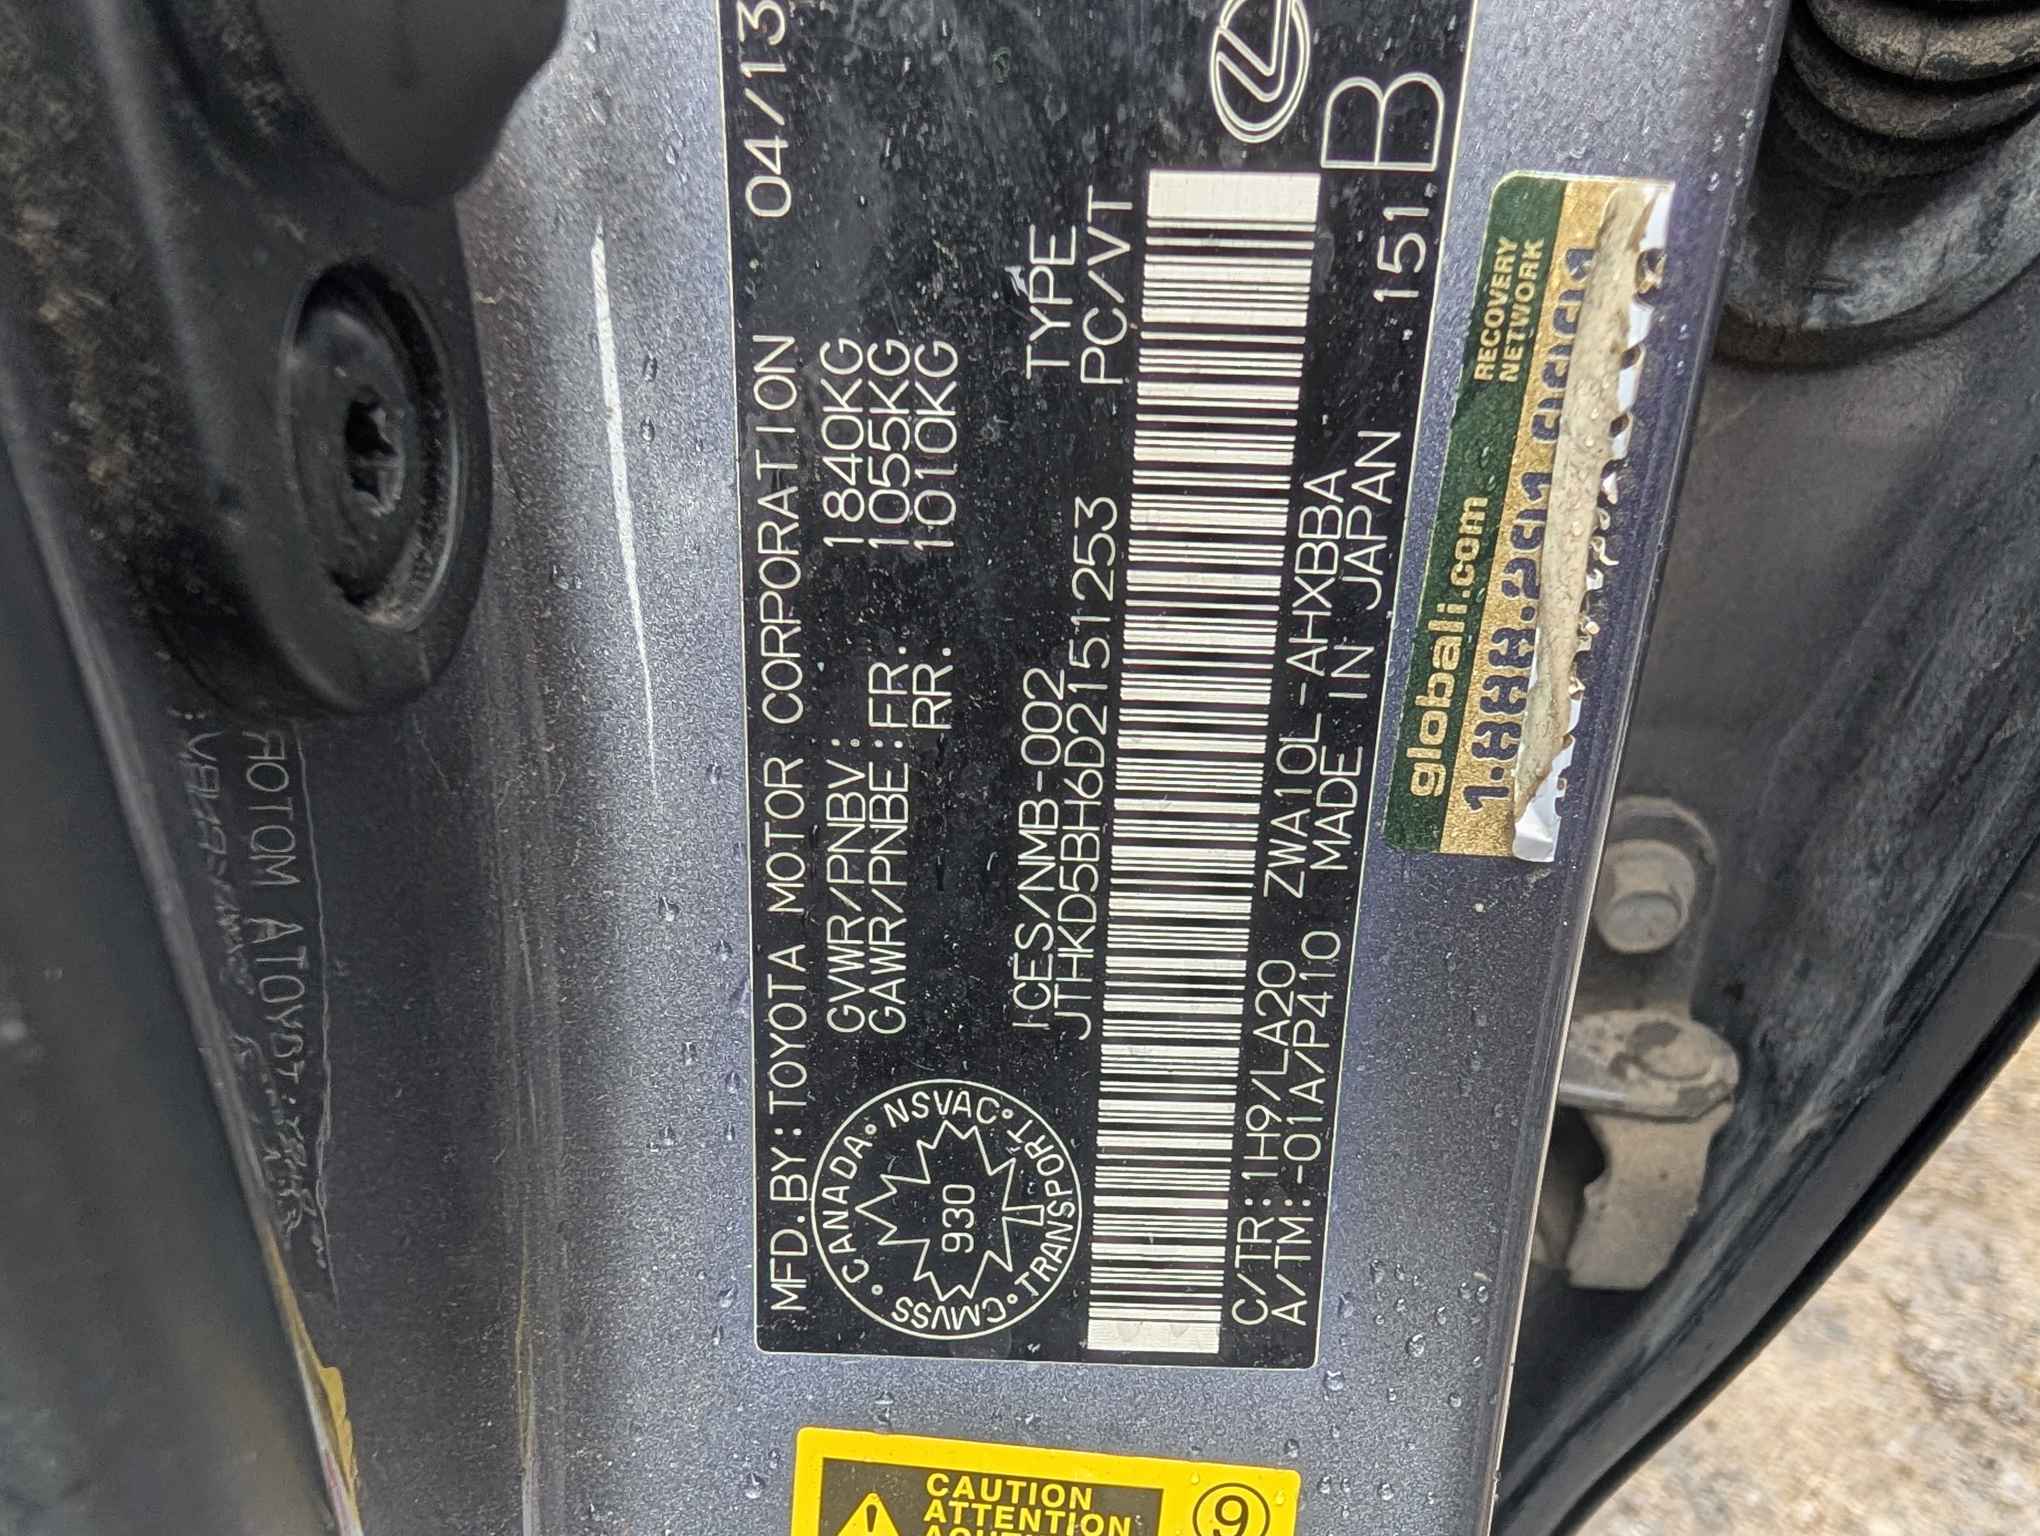 MFD.BY:TOYOTA MOTOR CORPORATION 04/13
GVWR/PNBV: 1840KG
GAWR/PNBE:FR. 1055KG
RR. 1010KG
ICES/NMB-002 TYPE
JTHKD5BH6D2151253 PC/VT
CANADA · NSVAC · TRANSPORT · CMVSS ·
930
C/TR:1H9/LA20 ZWA10L-AHXBBA
A/TM:-01A/P410 MADE IN JAPAN 151 B
globali.com RECOVERY
NETWORK
CAUTION
ATTENTION
9